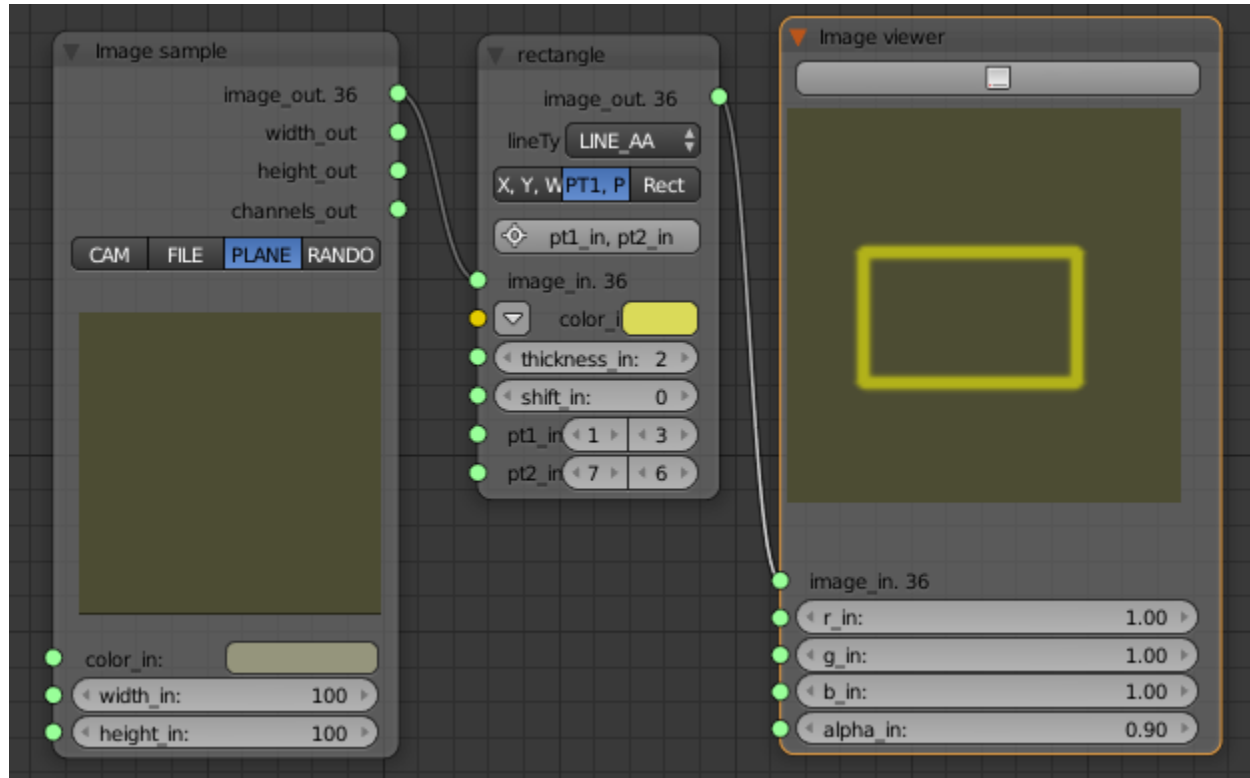 Image sample
image_out. 36
width_out
height_out
channels_out
CAM FILE PLANE RANDO
color_in:
width_in: 100
height_in: 100
rectangle
image_out. 36
lineTy LINE_AA
X, Y, W PT1, P Rect
pt1_in, pt2_in
image_in. 36
color_i
thickness_in: 2
shift_in: 0
pt1_in 1 3
pt2_in 7 6
Image viewer
image_in. 36
r_in: 1.00
g_in: 1.00
b_in: 1.00
alpha_in: 0.90